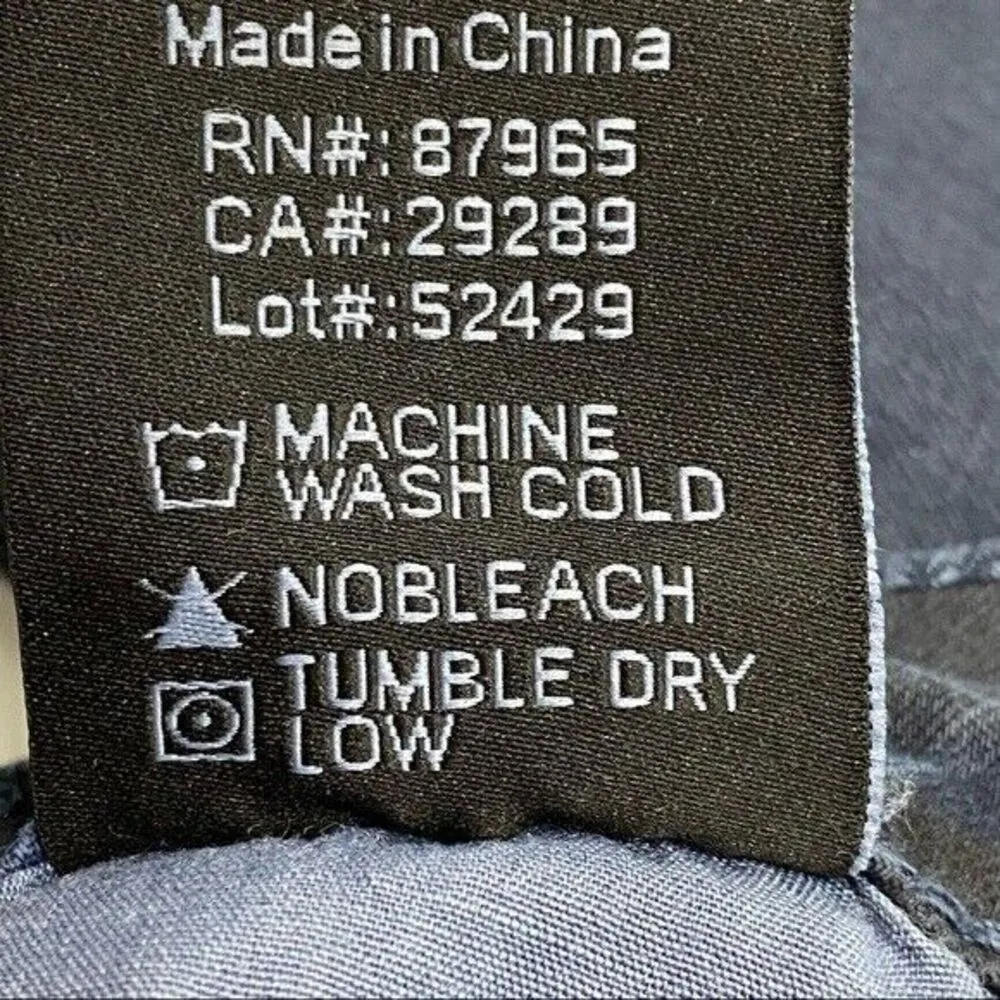 Made in China
RN#: 87965
CA#: 29289
Lot#: 52429
MACHINE
WASH COLD
NOBLEACH
TUMBLE DRY
LOW